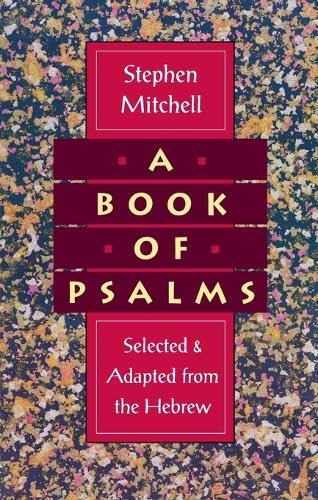 Stephen
Mitchell
A
BOOK
OF
PSALMS
Selected &
Adapted from
the Hebrew